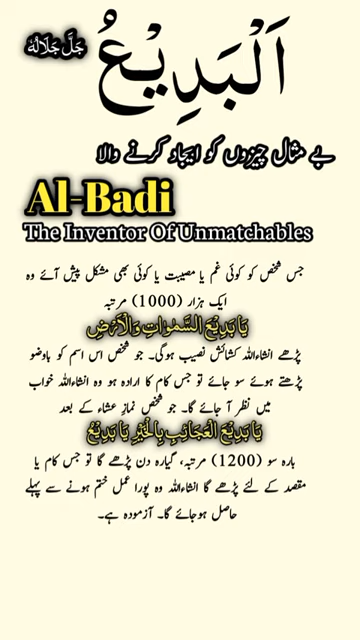 اَلْبَدِيْعُ جَلَّ جَلَالُہٗ
بے مثال چیزوں کو ایجاد کرنے والا
Al-Badi
The Inventor Of Unmatchables
جس شخص کو کوئی غم یا مصیبت یا کوئی بھی مشکل پیش آئے وہ
ایک ہزار (1000) مرتبہ
يَا بَدِيْعَ السَّمٰوٰتِ وَالْاَرْضِ
پڑھے انشاءاللہ کشائش نصیب ہوگی۔ جو شخص اس اسم کو باوضو
پڑھتے ہوئے سو جائے تو جس کام کا ارادہ ہو وہ انشاءاللہ خواب
میں نظر آ جائے گا۔ جو شخص نمازِ عشاء کے بعد
يَا بَدِيْعَ الْعَجَائِبِ بِالْخَيْرِ يَا بَدِيْعُ
بارہ سو (1200) مرتبہ، گیارہ دن پڑھے گا تو جس کام یا
مقصد کے لئے پڑھے گا انشاءاللہ وہ پورا عمل ختم ہونے سے پہلے
حاصل ہوجائے گا۔ آزمودہ ہے۔